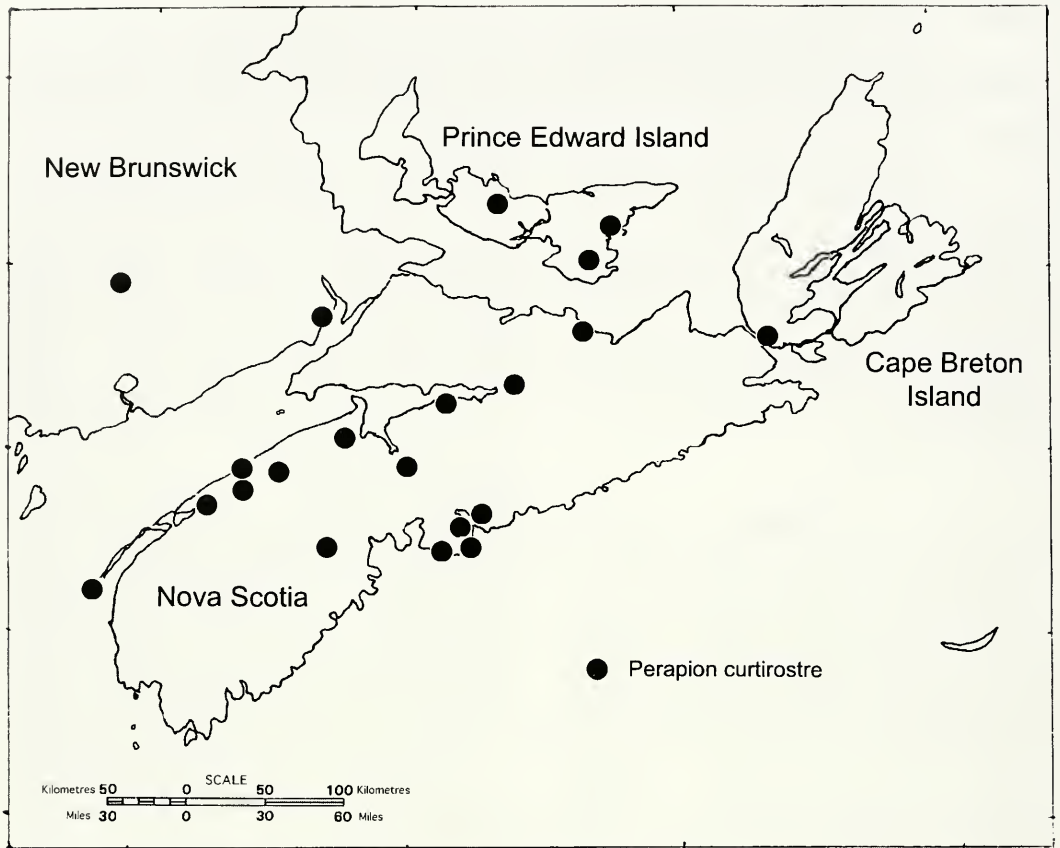 Prince Edward Island
New Brunswick
Cape Breton
Island
Nova Scotia
Perapion curtirostre
SCALE
Kilometres 50 0 50 100 Kilometres
Miles 30 0 30 60 Miles